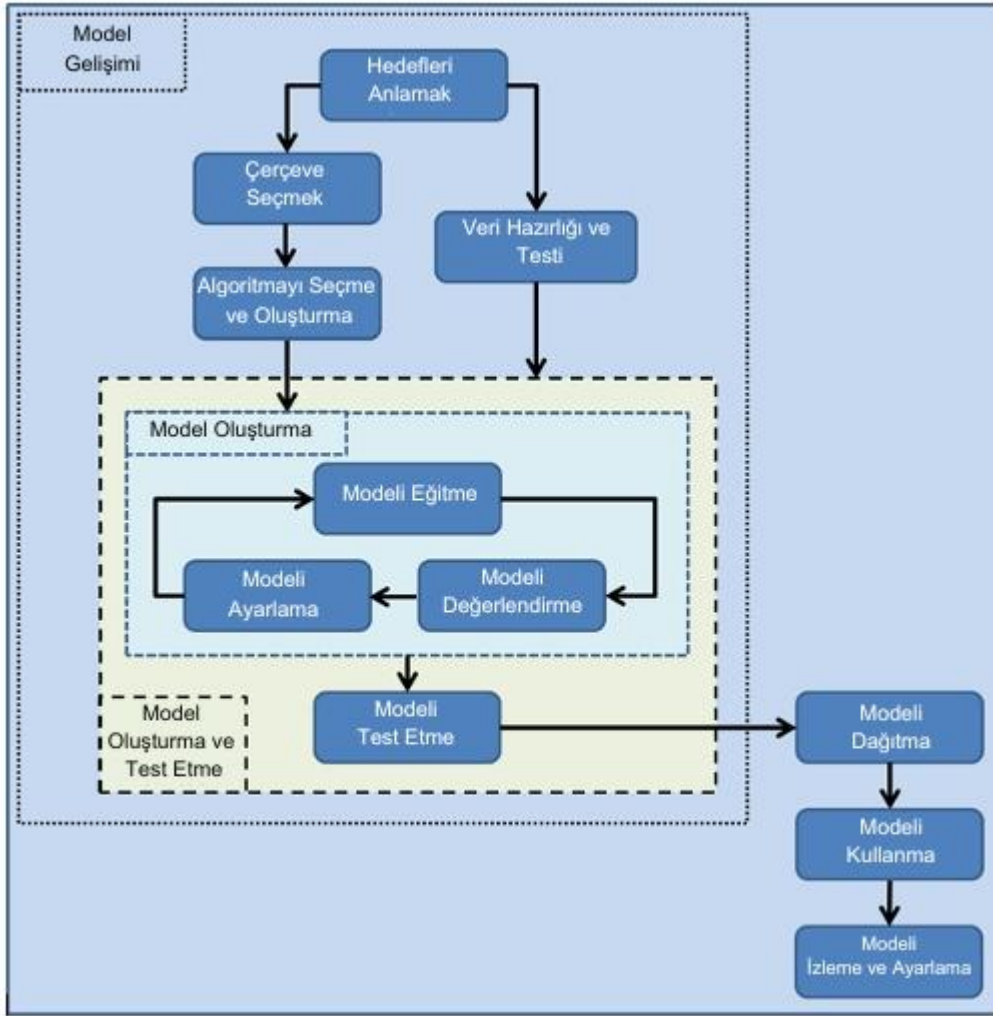 Model
Gelişimi
Hedefleri
Anlamak
Çerçeve
Seçmek
Veri Hazırlığı ve
Testi
Algoritmayı Seçme
ve Oluşturma
Model Oluşturma
Modeli Eğitme
Modeli
Ayarlama
Modeli
Değerlendirme
Model
Oluşturma ve
Test Etme
Modeli
Test Etme
Modeli
Dağıtma
Modeli
Kullanma
Modeli
İzleme ve Ayarlama